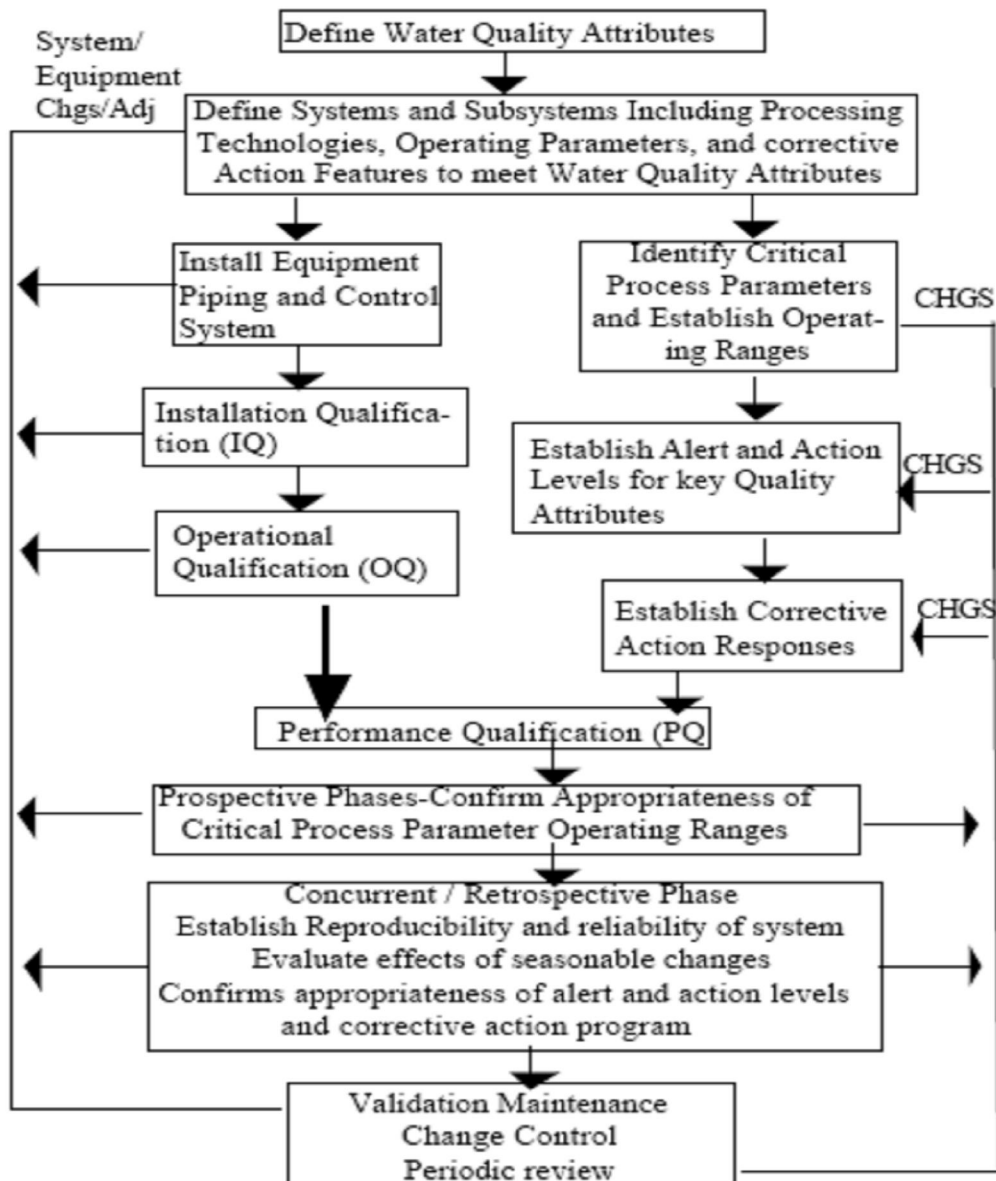 System/
Equipment
Chgs/Adj
Define Water Quality Attributes
Define Systems and Subsystems Including Processing
Technologies, Operating Parameters, and corrective
Action Features to meet Water Quality Attributes
Install Equipment
Piping and Control
System
Identify Critical
Process Parameters
and Establish Operat-
ing Ranges
CHGS
Installation Qualifica-
tion (IQ)
Establish Alert and Action
Levels for key Quality
Attributes
CHGS
Operational
Qualification (OQ)
Establish Corrective
Action Responses
CHGS
Performance Qualification (PQ
Prospective Phases-Confirm Appropriateness of
Critical Process Parameter Operating Ranges
Concurrent / Retrospective Phase
Establish Reproducibility and reliability of system
Evaluate effects of seasonable changes
Confirms appropriateness of alert and action levels
and corrective action program
Validation Maintenance
Change Control
Periodic review